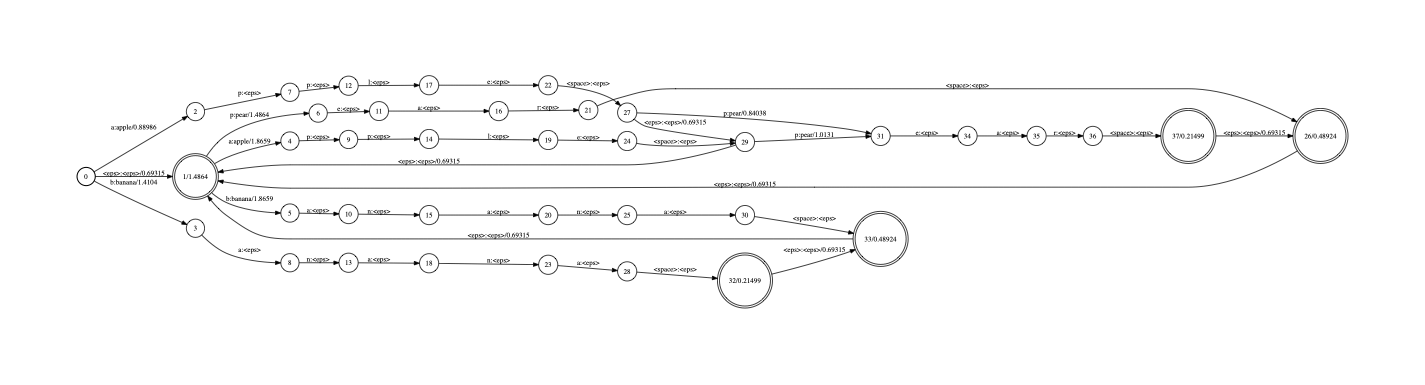 p:<eps>
p:<eps>
12
l:<eps>
17
e:<eps>
22
<space>:<eps>
<space>:<eps>
7
a:apple/0.88986
2
p:pear/1.4864
6
e:<eps>
11
a:<eps>
16
r:<eps>
21
27
p:pear/0.84038
<eps>:<eps>/0.69315
a:apple/1.8659
4
p:<eps>
9
p:<eps>
14
l:<eps>
19
e:<eps>
24
<space>:<eps>
29
p:pear/1.0131
31
e:<eps>
34
a:<eps>
35
r:<eps>
36
<space>:<eps>
37/0.21499
<eps>:<eps>/0.69315
26/0.48924
<eps>:<eps>/0.69315
0
<eps>:<eps>/0.69315
b:banana/1.4104
1/1.4864
<eps>:<eps>/0.69315
b:banana/1.8659
5
a:<eps>
10
n:<eps>
15
a:<eps>
20
n:<eps>
25
a:<eps>
30
<space>:<eps>
3
<eps>:<eps>/0.69315
33/0.48924
a:<eps>
8
n:<eps>
13
a:<eps>
18
n:<eps>
23
a:<eps>
28
<space>:<eps>
32/0.21499
<eps>:<eps>/0.69315